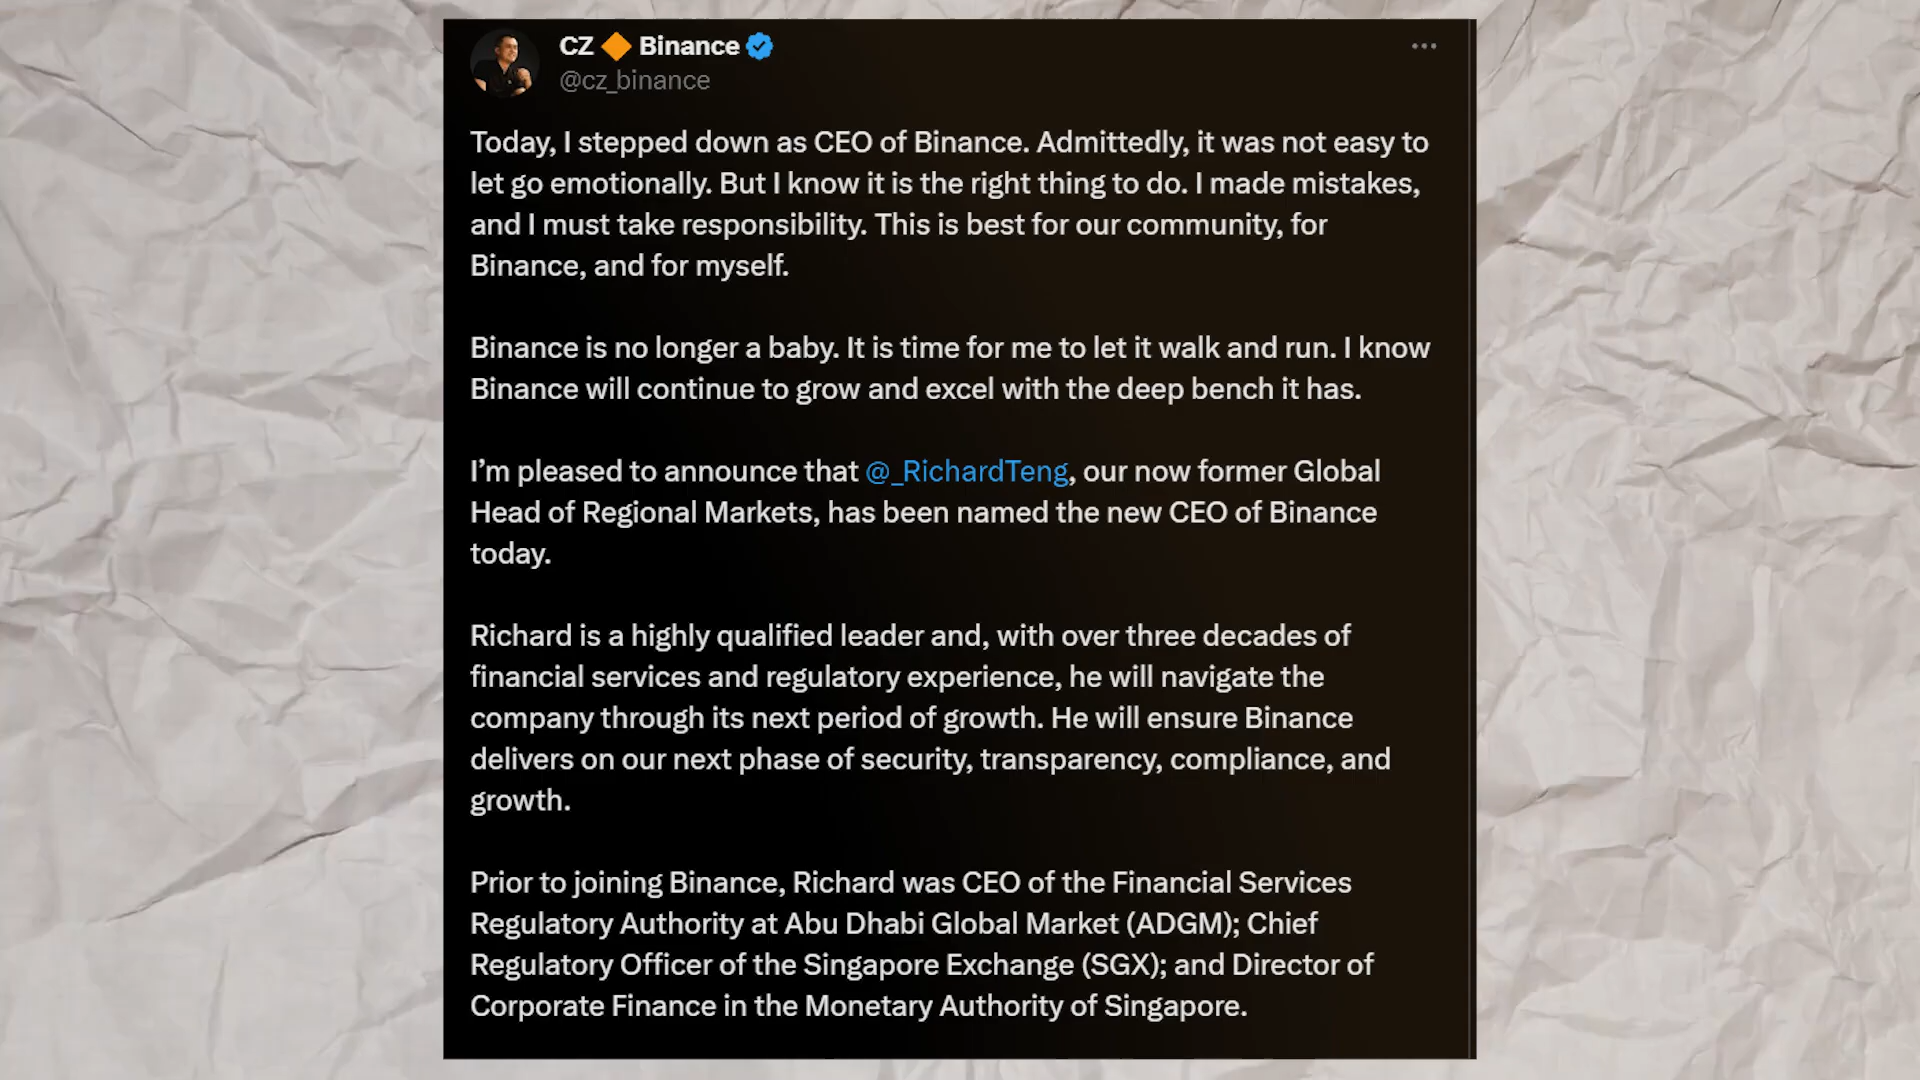 CZ 🔶 Binance
@cz_binance
Today, I stepped down as CEO of Binance. Admittedly, it was not easy to
let go emotionally. But I know it is the right thing to do. I made mistakes,
and I must take responsibility. This is best for our community, for
Binance, and for myself.
Binance is no longer a baby. It is time for me to let it walk and run. I know
Binance will continue to grow and excel with the deep bench it has.
I’m pleased to announce that @_RichardTeng, our now former Global
Head of Regional Markets, has been named the new CEO of Binance
today.
Richard is a highly qualified leader and, with over three decades of
financial services and regulatory experience, he will navigate the
company through its next period of growth. He will ensure Binance
delivers on our next phase of security, transparency, compliance, and
growth.
Prior to joining Binance, Richard was CEO of the Financial Services
Regulatory Authority at Abu Dhabi Global Market (ADGM); Chief
Regulatory Officer of the Singapore Exchange (SGX); and Director of
Corporate Finance in the Monetary Authority of Singapore.